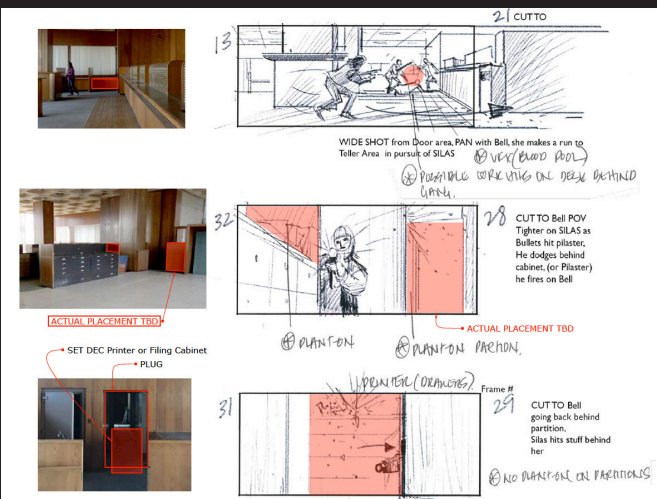 21 CUT TO
13
WIDE SHOT from Door area, PAN with Bell, she makes a run to
Teller Area in pursuit of SILAS
VFX (BLOOD POOL)
POSSIBLE WORK THIS ON DESK BEHIND
GANG.
32
28
CUT TO Bell POV
Tighter on SILAS as
Bullets hit pilaster,
He dodges behind
cabinet, (or Pilaster)
he fires on Bell
ACTUAL PLACEMENT TBD
ACTUAL PLACEMENT TBD
PLANT-ON
PLANT-ON PARTION.
SET DEC Printer or Filing Cabinet
PLUG
PRINTER (DRAWERS).
Frame #
31
29
CUT TO Bell
going back behind
partition,
Silas hits stuff behind
her
NO PLANT-ON ON PARTITIONS